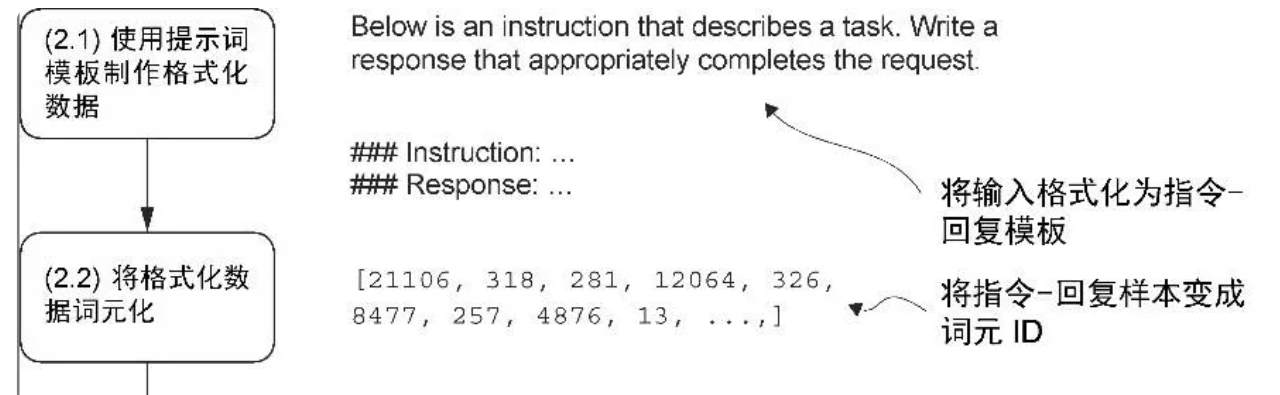 (2.1) 使用提示词
模板制作格式化
数据
Below is an instruction that describes a task. Write a
response that appropriately completes the request.
### Instruction: ...
### Response: ...
将输入格式化为指令-
回复模板
(2.2) 将格式化数
据词元化
[21106, 318, 281, 12064, 326,
8477, 257, 4876, 13, ...,]
将指令-回复样本变成
词元 ID